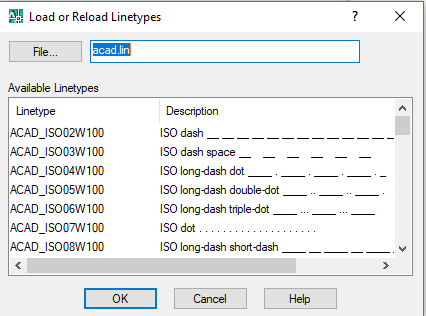 Load or Reload Linetypes ? ×
File... acad.lin
Available Linetypes
Linetype Description
ACAD_ISO02W100 ISO dash __ __ __ __ __ __ __ __ __ __ __ __ __
ACAD_ISO03W100 ISO dash space __ __ __ __ __ __
ACAD_ISO04W100 ISO long-dash dot ____ . ____ . ____ . ____ . _
ACAD_ISO05W100 ISO long-dash double-dot ____ .. ____ .. ____ .
ACAD_ISO06W100 ISO long-dash triple-dot ____ ... ____ ... ____
ACAD_ISO07W100 ISO dot . . . . . . . . . . . . . . . . . . . .
ACAD_ISO08W100 ISO long-dash short-dash ____ __ ____ __ ____ _
OK Cancel Help